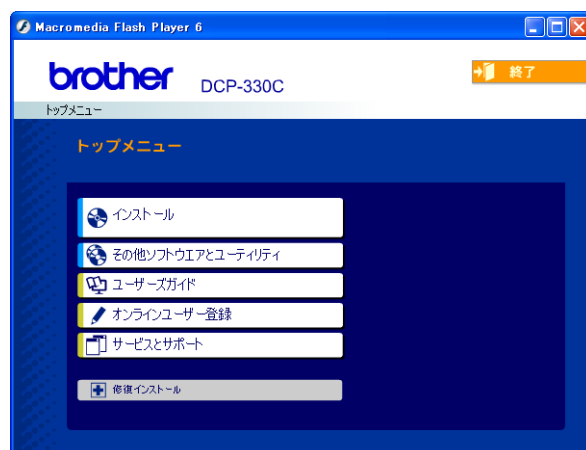 Macromedia Flash Player 6
brother DCP-330C
終了
トップメニュー
トップメニュー
インストール
その他ソフトウエアとユーティリティ
ユーザーズガイド
オンラインユーザー登録
サービスとサポート
修復インストール